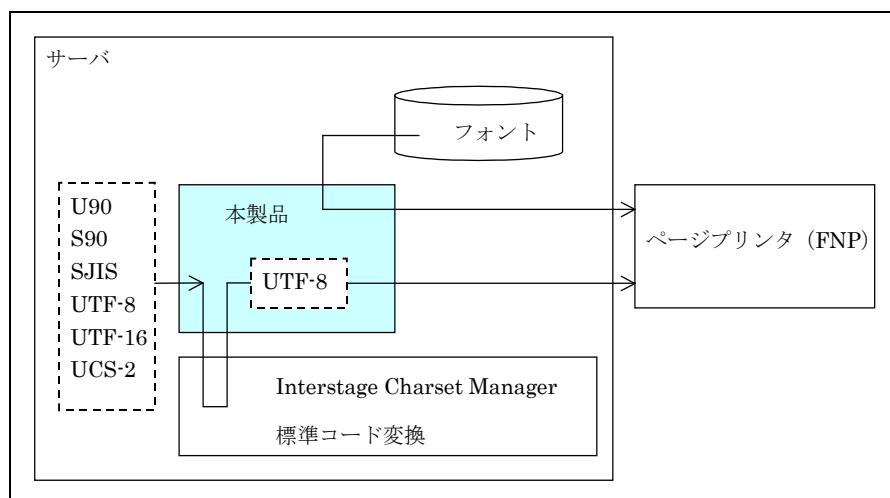 サーバ
フォント
U90
S90
SJIS
UTF-8
UTF-16
UCS-2
本製品
UTF-8
ページプリンタ（FNP）
Interstage Charset Manager
標準コード変換